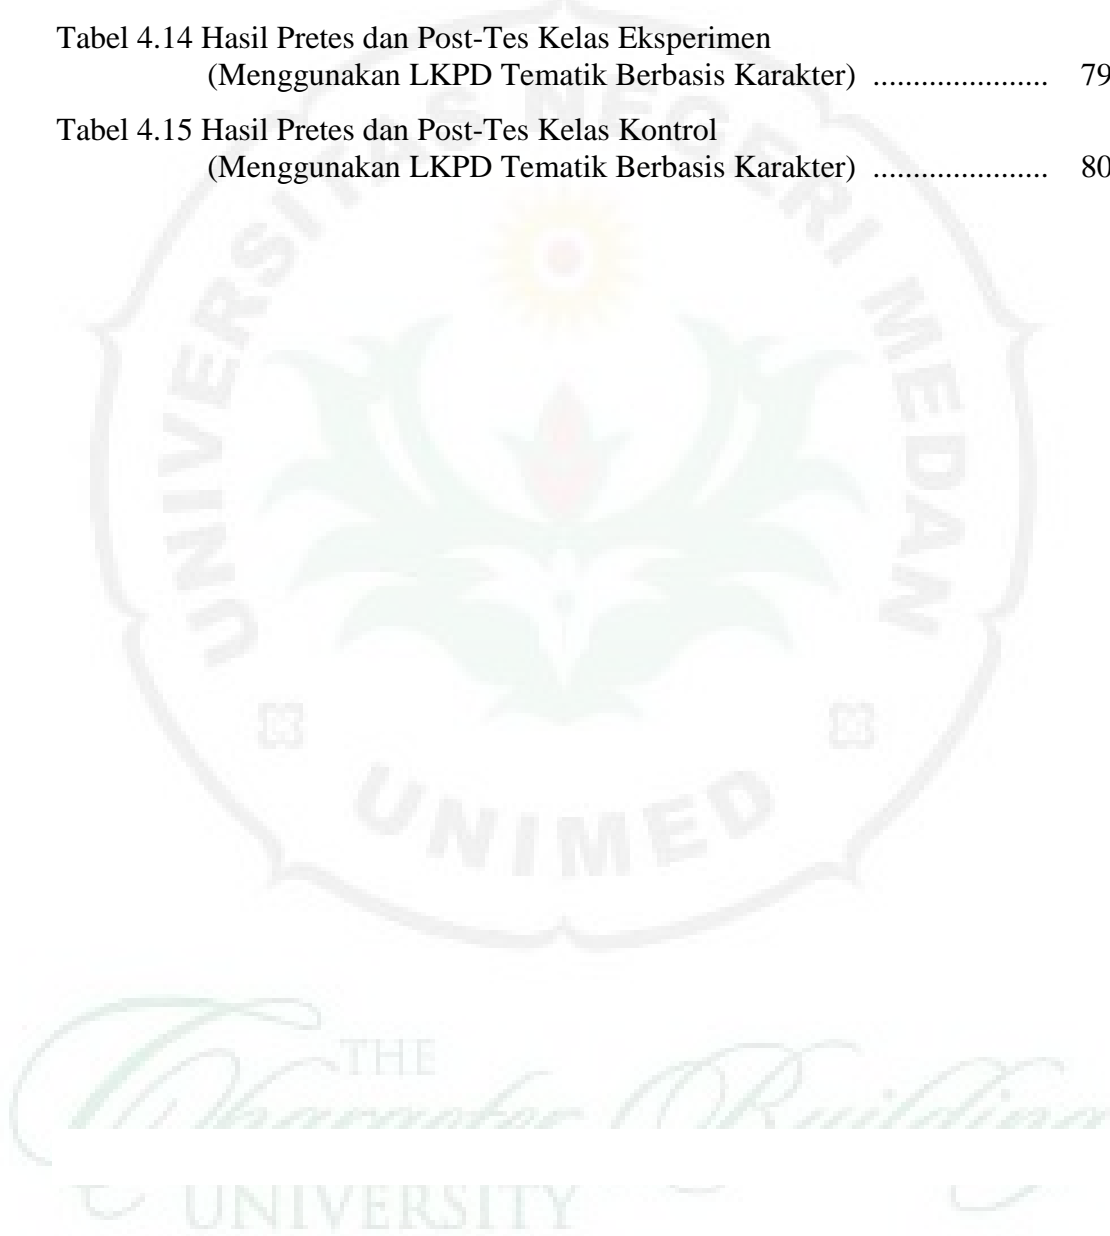 Tabel 4.14 Hasil Pretes dan Post-Tes Kelas Eksperimen
(Menggunakan LKPD Tematik Berbasis Karakter) ...................... 79
Tabel 4.15 Hasil Pretes dan Post-Tes Kelas Kontrol
(Menggunakan LKPD Tematik Berbasis Karakter) ...................... 80
UNIVERSITAS NEGERI MEDAN
UNIMED
THE
Character Building
UNIVERSITY